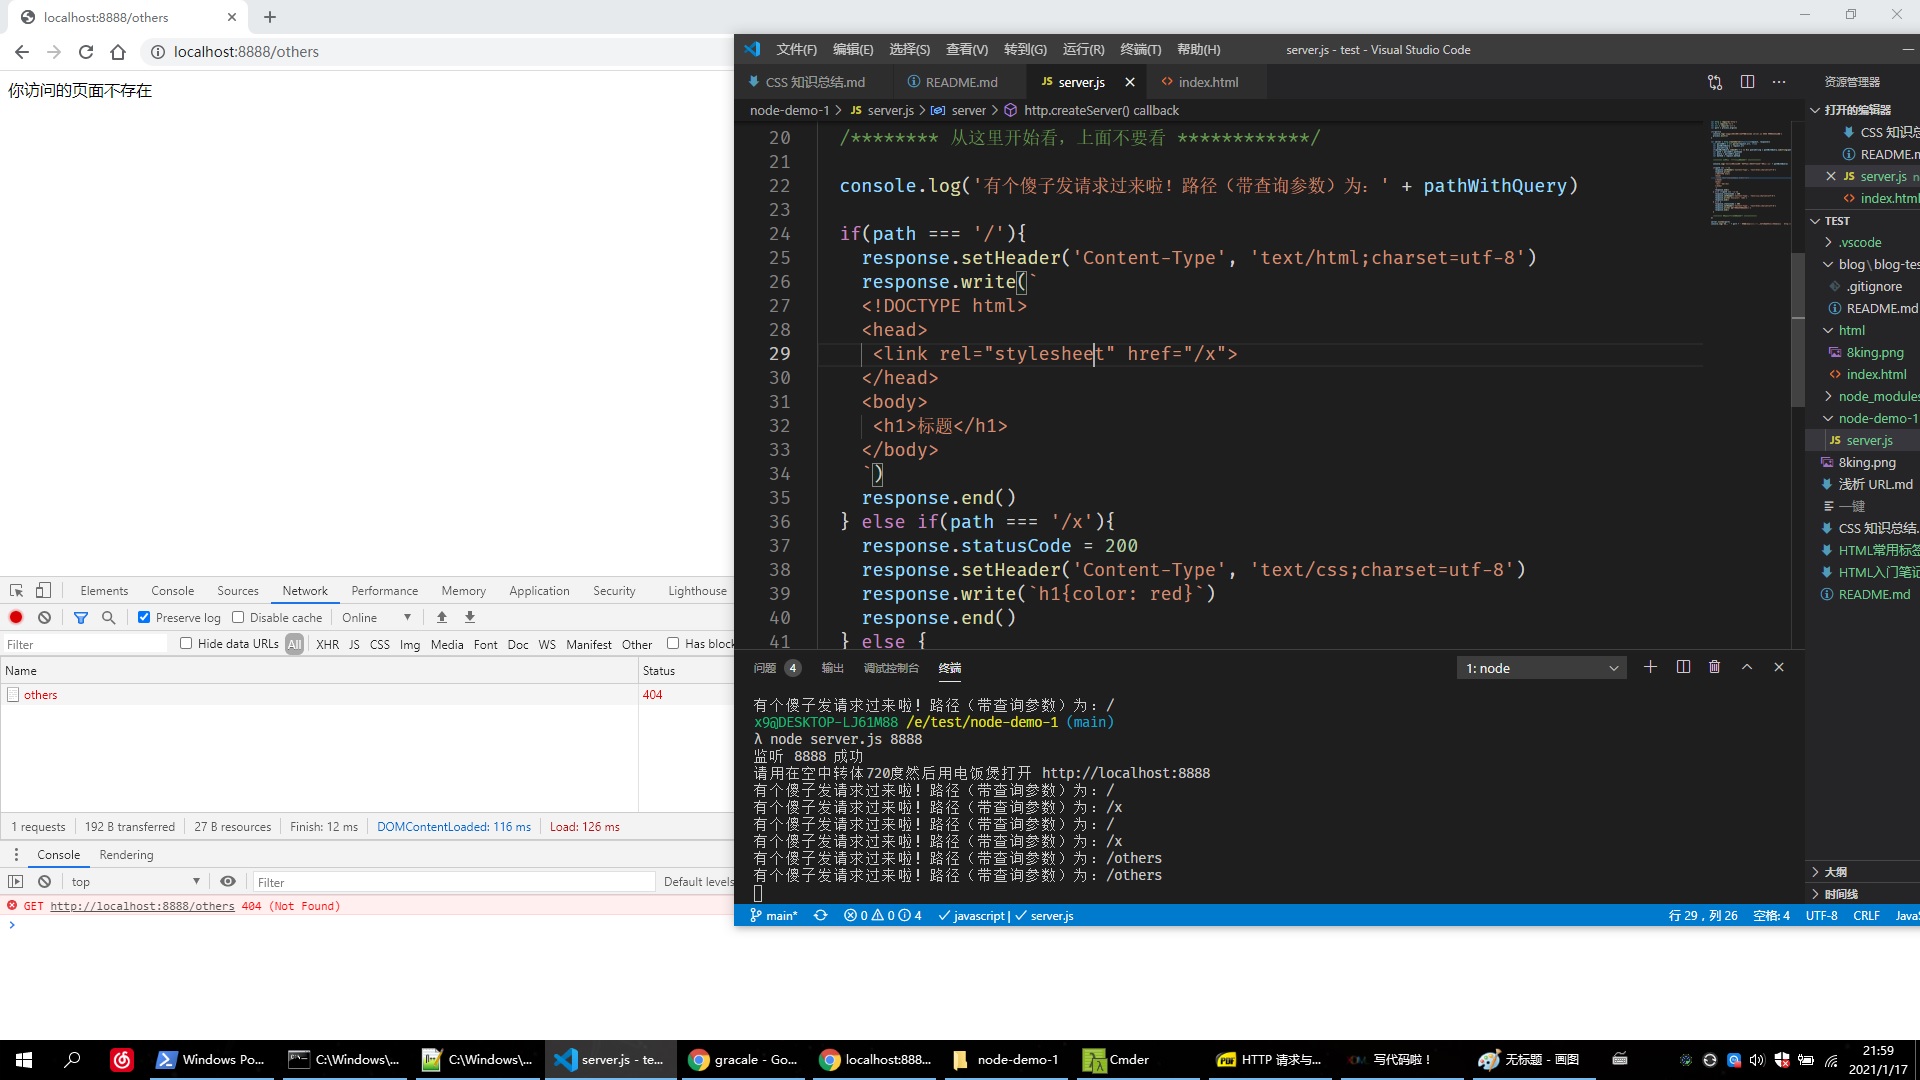 localhost:8888/others
localhost:8888/others
你访问的页面不存在
Elements Console Sources Network Performance Memory Application Security Lighthouse
Preserve log Disable cache Online
Filter Hide data URLs All XHR JS CSS Img Media Font Doc WS Manifest Other Has block
Name Status
others 404
1 requests 192 B transferred 27 B resources Finish: 12 ms DOMContentLoaded: 116 ms Load: 126 ms
Console Rendering
top Filter Default levels
GET http://localhost:8888/others 404 (Not Found)
文件(F) 编辑(E) 选择(S) 查看(V) 转到(G) 运行(R) 终端(T) 帮助(H) server.js - test - Visual Studio Code
CSS 知识总结.md README.md JS server.js index.html
node-demo-1 > JS server.js > server > http.createServer() callback
20 /******** 从这里开始看，上面不要看 ************/
21
22 console.log('有个傻子发请求过来啦！路径（带查询参数）为：' + pathWithQuery)
23
24 if(path === '/'){
25 response.setHeader('Content-Type', 'text/html;charset=utf-8')
26 response.write(`
27 <!DOCTYPE html>
28 <head>
29 <link rel="stylesheet" href="/x">
30 </head>
31 <body>
32 <h1>标题</h1>
33 </body>
34 `)
35 response.end()
36 } else if(path === '/x'){
37 response.statusCode = 200
38 response.setHeader('Content-Type', 'text/css;charset=utf-8')
39 response.write(`h1{color: red}`)
40 response.end()
41 } else {
问题 4 输出 调试控制台 终端 1: node
有个傻子发请求过来啦！路径（带查询参数）为：/
x9@DESKTOP-LJ61M88 /e/test/node-demo-1 (main)
λ node server.js 8888
监听 8888 成功
请用在空中转体720度然后用电饭煲打开 http://localhost:8888
有个傻子发请求过来啦！路径（带查询参数）为：/
有个傻子发请求过来啦！路径（带查询参数）为：/x
有个傻子发请求过来啦！路径（带查询参数）为：/
有个傻子发请求过来啦！路径（带查询参数）为：/x
有个傻子发请求过来啦！路径（带查询参数）为：/others
有个傻子发请求过来啦！路径（带查询参数）为：/others
资源管理器
打开的编辑器
CSS 知识总
README.m
JS server.js n
index.html
TEST
.vscode
blog\blog-tes
.gitignore
README.md
html
8king.png
index.html
node_modules
node-demo-1
JS server.js
8king.png
浅析 URL.md
一键
CSS 知识总结.
HTML常用标签
HTML入门笔记
README.md
大纲
时间线
main* 0 0 4 javascript | server.js 行 29，列 26 空格: 4 UTF-8 CRLF JavaS
Windows Po... C:\Windows\... C:\Windows\... server.js - te... gracale - Go... localhost:888... node-demo-1 Cmder HTTP 请求与... 写代码啦！ 无标题 - 画图
21:59
2021/1/17